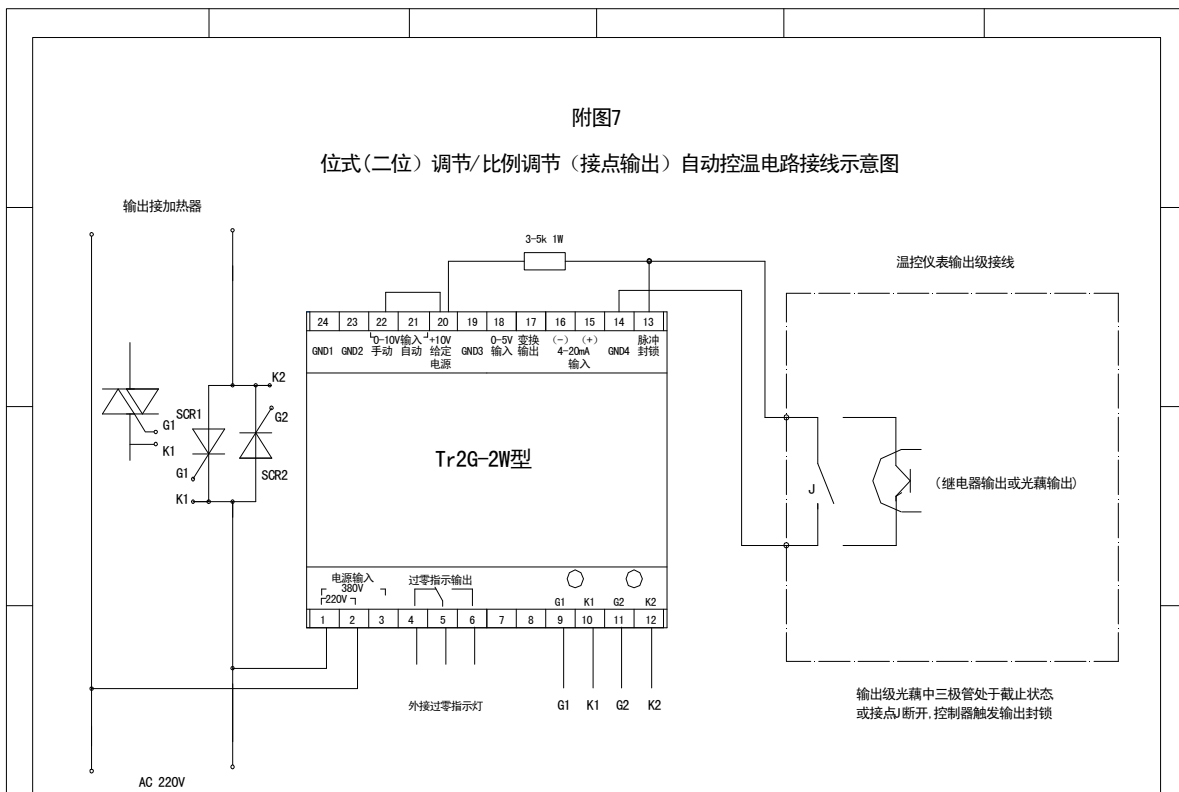 附图7
位式(二位) 调节/比例调节 (接点输出) 自动控温电路接线示意图
输出接加热器
3-5k 1W
温控仪表输出级接线
24 23 22 21 20 19 18 17 16 15 14 13
GND1 GND2 0-10V输入 +10V GND3 0-5V 变换 (-) (+) GND4 脉冲
手动 自动 给定 输入 输出 4-20mA 封锁
电源 输入
K2
SCR1 G2
G1
K1
G1 SCR2
K1
Tr2G-2W型
J
(继电器输出或光藕输出)
电源输入 过零指示输出
380V
220V
G1 K1 G2 K2
1 2 3 4 5 6 7 8 9 10 11 12
外接过零指示灯
G1 K1 G2 K2
输出级光藕中三极管处于截止状态
或接点J断开,控制器触发输出封锁
AC 220V